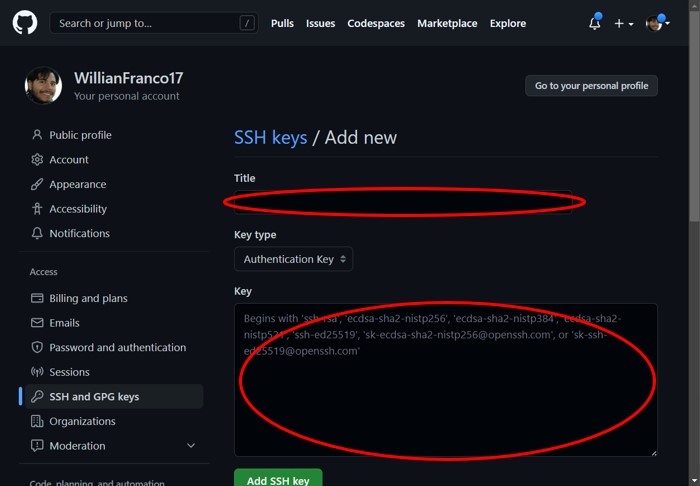 Search or jump to... /
Pulls Issues Codespaces Marketplace Explore
WillianFranco17
Your personal account
Go to your personal profile
Public profile
Account
Appearance
Accessibility
Notifications
Access
Billing and plans
Emails
Password and authentication
Sessions
SSH and GPG keys
Organizations
Moderation
Code, planning, and automation
SSH keys / Add new
Title
Key type
Authentication Key
Key
Begins with 'ssh-rsa', 'ecdsa-sha2-nistp256', 'ecdsa-sha2-nistp384', 'ecdsa-sha2-
nistp521', 'ssh-ed25519', 'sk-ecdsa-sha2-nistp256@openssh.com', or 'sk-ssh-
ed25519@openssh.com'
Add SSH key